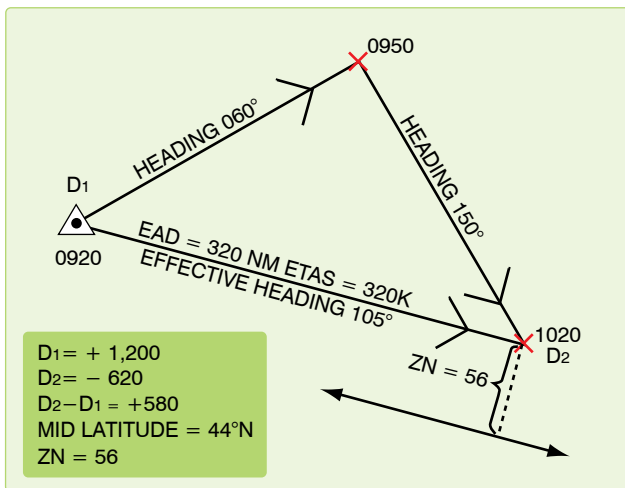 0950
HEADING 060°
HEADING 150°
D1
0920
EAD = 320 NM ETAS = 320K
EFFECTIVE HEADING 105°
1020
D2
ZN = 56
D1= + 1,200
D2= − 620
D2−D1 = +580
MID LATITUDE = 44°N
ZN = 56